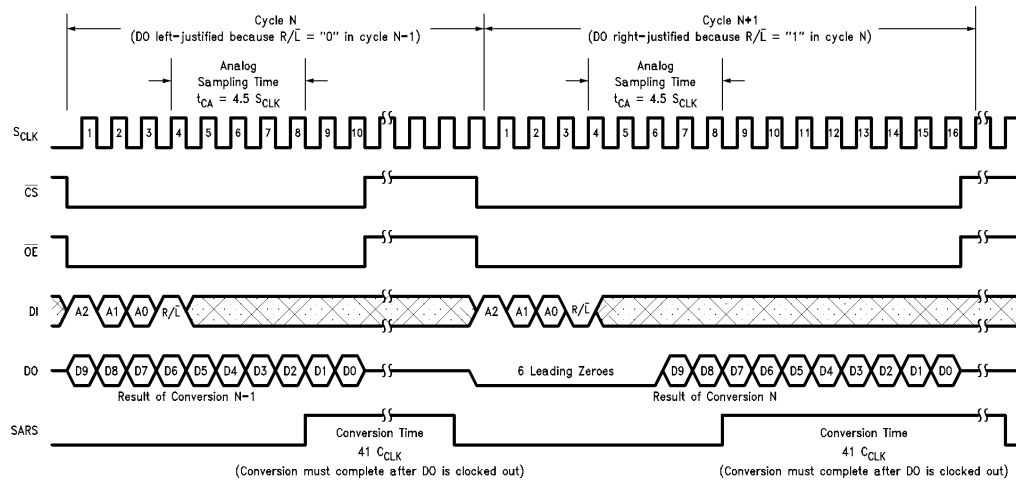 Cycle N
(DO left-justified because R/L̅ = "0" in cycle N-1)
Cycle N+1
(DO right-justified because R/L̅ = "1" in cycle N)
Analog
Sampling Time
tCA = 4.5 SCLK
Analog
Sampling Time
tCA = 4.5 SCLK
SCLK 1 2 3 4 5 6 7 8 9 10 1 2 3 4 5 6 7 8 9 10 11 12 13 14 15 16
C̅S̅
O̅E̅
DI A2 A1 A0 R/L̅ A2 A1 A0 R/L̅
DO D9 D8 D7 D6 D5 D4 D3 D2 D1 D0 6 Leading Zeroes D9 D8 D7 D6 D5 D4 D3 D2 D1 D0
Result of Conversion N-1
Result of Conversion N
SARS
Conversion Time
41 CCLK
(Conversion must complete after DO is clocked out)
Conversion Time
41 CCLK
(Conversion must complete after DO is clocked out)